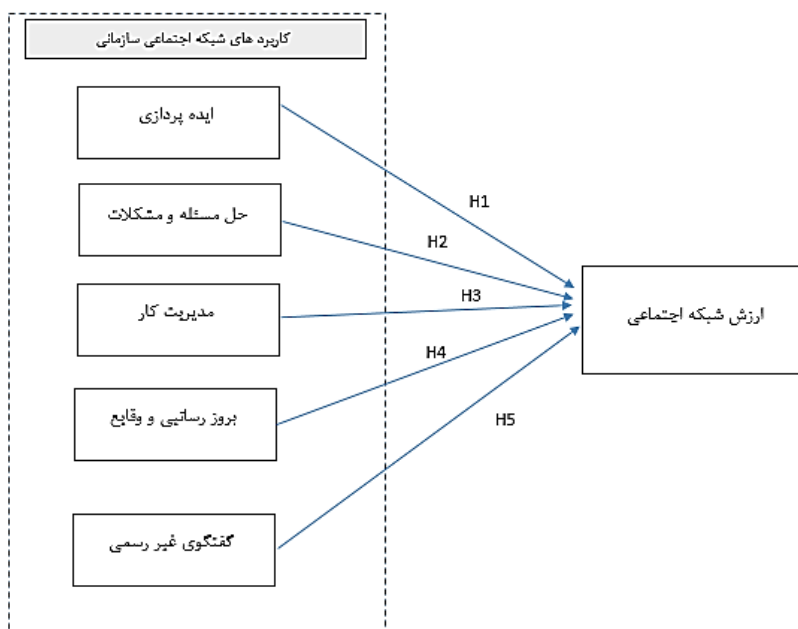 کاربرد های شبکه اجتماعی سازمانی
ایده پردازی
حل مسئله و مشکلات
مدیریت کار
بروز رساتیی و وقایع
گفتگوی غیر رسمی
H1
H2
H3
H4
H5
ارزش شبکه اجتماعی